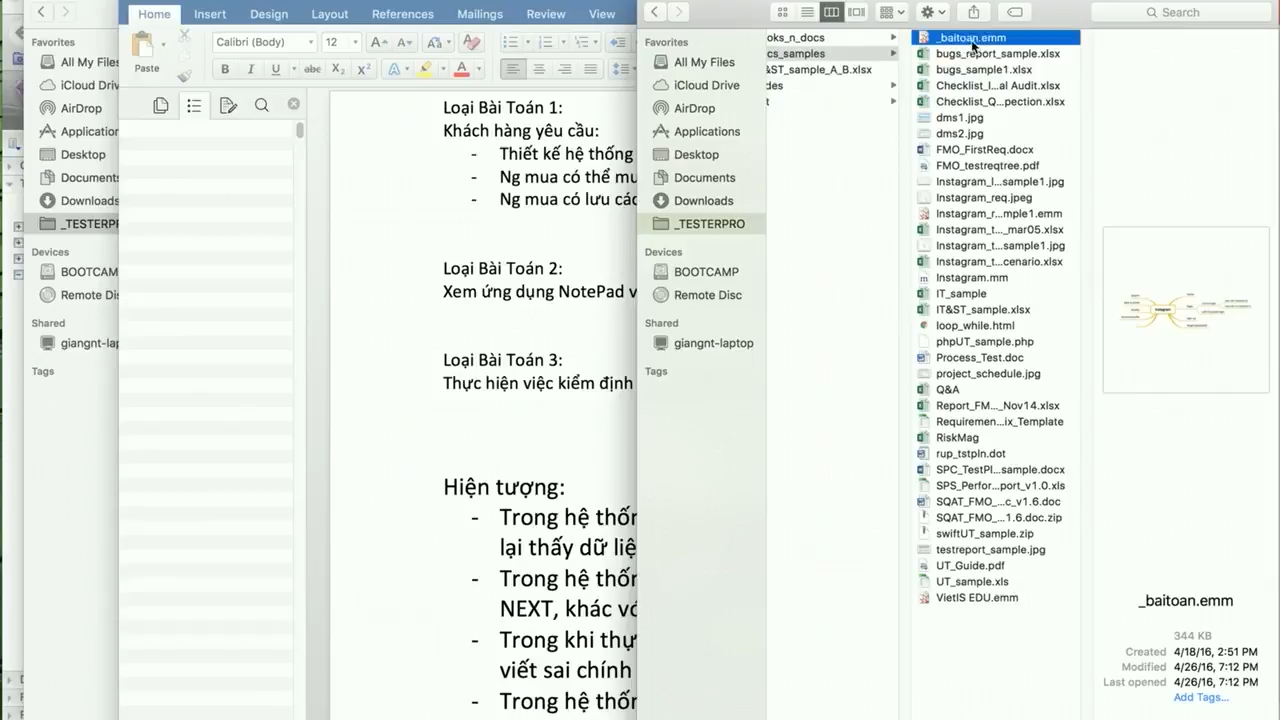 Home Insert Design Layout References Mailings Review View
Search
Favorites
All My Files
iCloud Drive
AirDrop
Desktop
Documents
Downloads
_TESTERPR
Devices
BOOTCAM
Remote Dis
Shared
giangnt-lap
Tags
Calibri (Body) 12
Paste
B I U abc X₂ X²
Loại Bài Toán 1:
Khách hàng yêu cầu:
- Thiết kế hệ thống
- Ng mua có thể mu
- Ng mua có lưu các
Loại Bài Toán 2:
Xem ứng dụng NotePad v
Loại Bài Toán 3:
Thực hiện việc kiểm định
Hiện tượng:
- Trong hệ thốn
lại thấy dữ liệ
- Trong hệ thốn
NEXT, khác vớ
- Trong khi thự
viết sai chính
- Trong hệ thốn
Favorites
All My Files
iCloud Drive
AirDrop
Applications
Desktop
Documents
Downloads
_TESTERPRO
Devices
BOOTCAMP
Remote Disc
Shared
giangnt-laptop
Tags
oks_n_docs
cs_samples
&ST_sample_A_B.xlsx
des
t
_baitoan.emm
bugs_report_sample.xlsx
bugs_sample1.xlsx
Checklist_I...al Audit.xlsx
Checklist_Q...pection.xlsx
dms1.jpg
dms2.jpg
FMO_FirstReq.docx
FMO_testreqtree.pdf
Instagram_I...sample1.jpg
Instagram_req.jpeg
Instagram_r...mple1.emm
Instagram_t..._mar05.xlsx
Instagram_t...sample1.jpg
Instagram_t...cenario.xlsx
Instagram.mm
IT_sample
IT&ST_sample.xlsx
loop_while.html
phpUT_sample.php
Process_Test.doc
project_schedule.jpg
Q&A
Report_FM..._Nov14.xlsx
Requiremen...ix_Template
RiskMag
rup_tstpln.dot
SPC_TestPl...sample.docx
SPS_Perfor...port_v1.0.xls
SQAT_FMO_...c_v1.6.doc
SQAT_FMO_...1.6.doc.zip
swiftUT_sample.zip
testreport_sample.jpg
UT_Guide.pdf
UT_sample.xls
VietIS EDU.emm
Instagram
_baitoan.emm
344 KB
Created 4/18/16, 2:51 PM
Modified 4/26/16, 7:12 PM
Last opened 4/26/16, 7:12 PM
Add Tags...